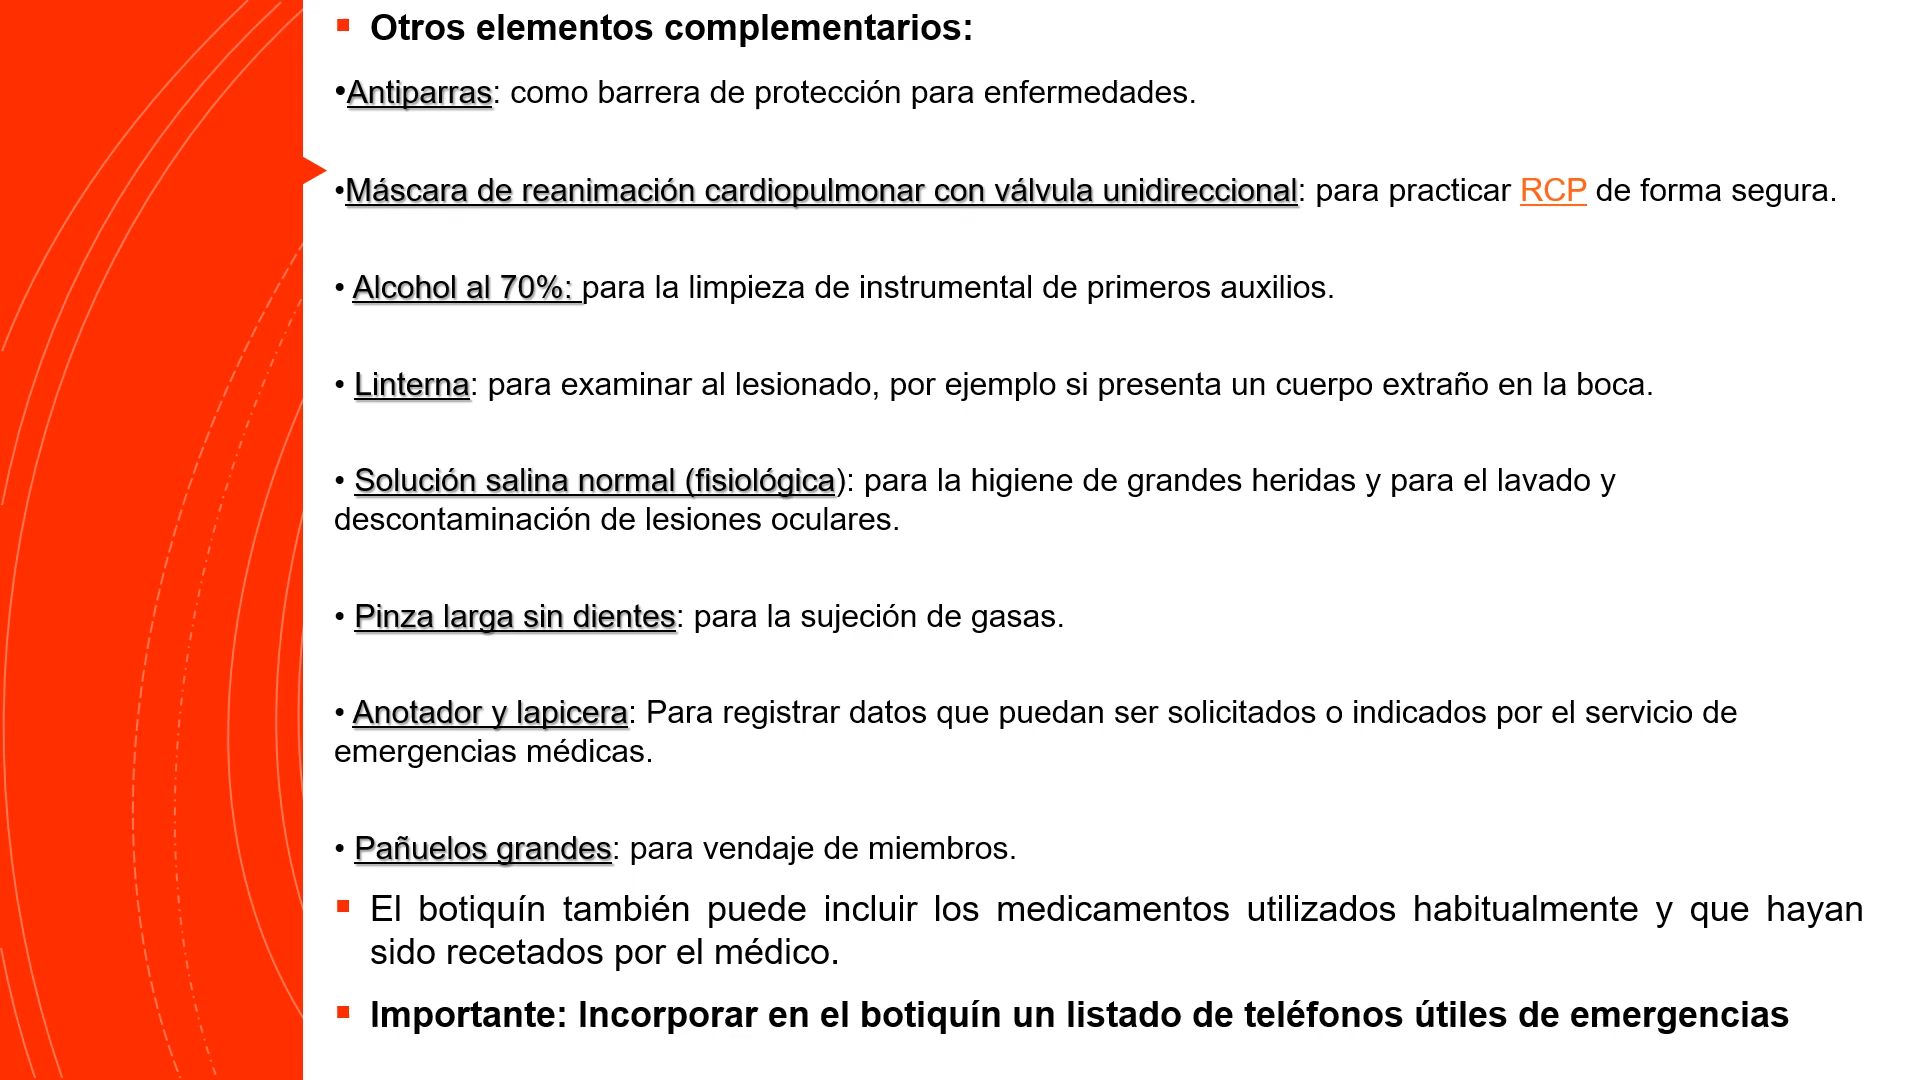 ▪ Otros elementos complementarios:
•Antiparras: como barrera de protección para enfermedades.
•Máscara de reanimación cardiopulmonar con válvula unidireccional: para practicar RCP de forma segura.
• Alcohol al 70%: para la limpieza de instrumental de primeros auxilios.
• Linterna: para examinar al lesionado, por ejemplo si presenta un cuerpo extraño en la boca.
• Solución salina normal (fisiológica): para la higiene de grandes heridas y para el lavado y
descontaminación de lesiones oculares.
• Pinza larga sin dientes: para la sujeción de gasas.
• Anotador y lapicera: Para registrar datos que puedan ser solicitados o indicados por el servicio de
emergencias médicas.
• Pañuelos grandes: para vendaje de miembros.
▪ El botiquín también puede incluir los medicamentos utilizados habitualmente y que hayan
sido recetados por el médico.
▪ Importante: Incorporar en el botiquín un listado de teléfonos útiles de emergencias